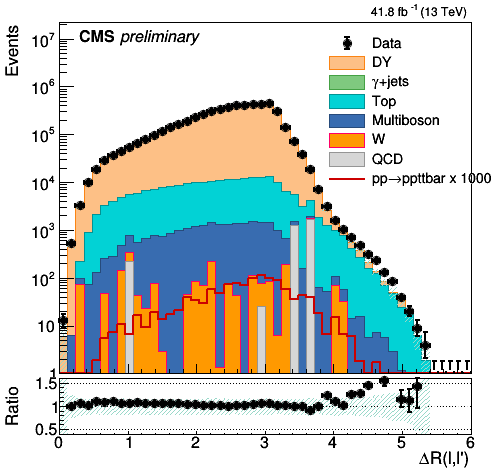 41.8 fb⁻¹ (13 TeV)
CMS preliminary
Events
10⁷
10⁶
10⁵
10⁴
10³
10²
10
1
Data
DY
γ+jets
Top
Multiboson
W
QCD
pp→ppttbar x 1000
Ratio
1.5
1
0.5
0 1 2 3 4 5 6
ΔR(l,l')